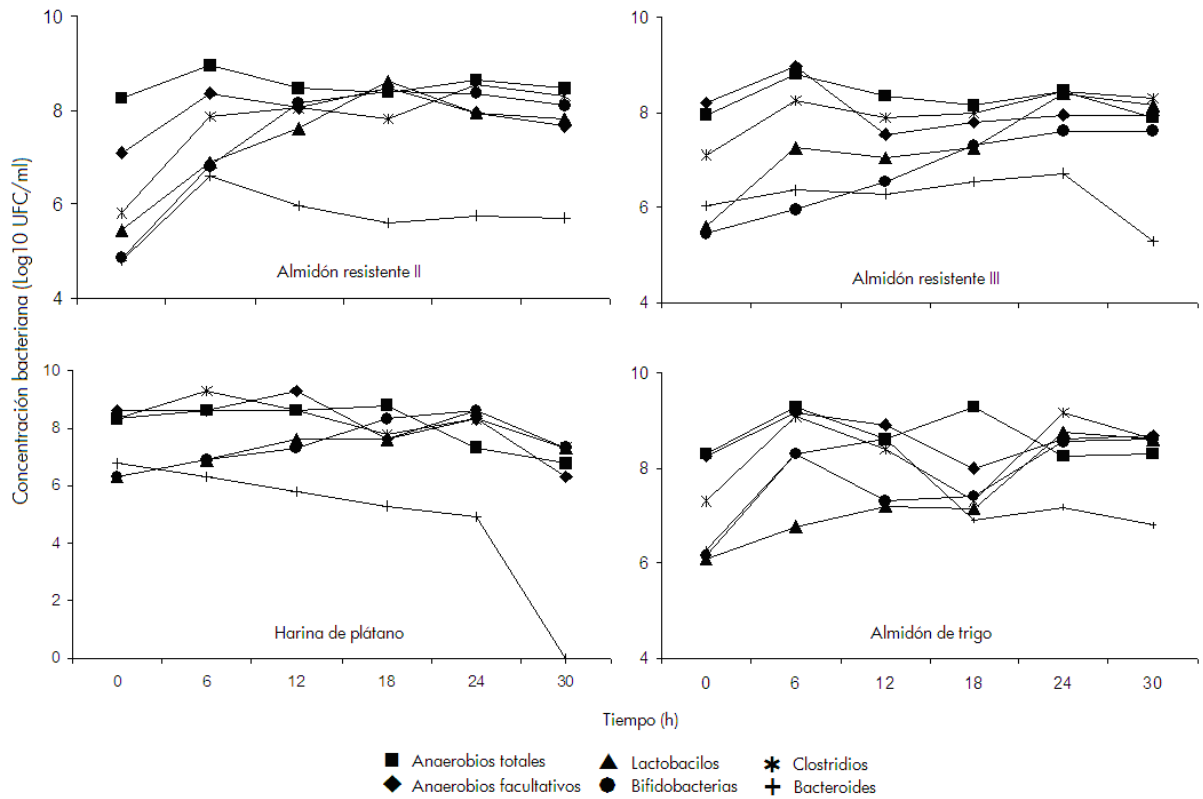 Concentración bacteriana (Log10 UFC/ml)
10
8
6
4
Almidón resistente II
10
8
6
4
Almidón resistente III
10
8
6
4
2
0
Harina de plátano
0 6 12 18 24 30
10
8
6
4
Almidón de trigo
0 6 12 18 24 30
Tiempo (h)
Anaerobios totales
Lactobacilos
Clostridios
Anaerobios facultativos
Bifidobacterias
Bacteroides